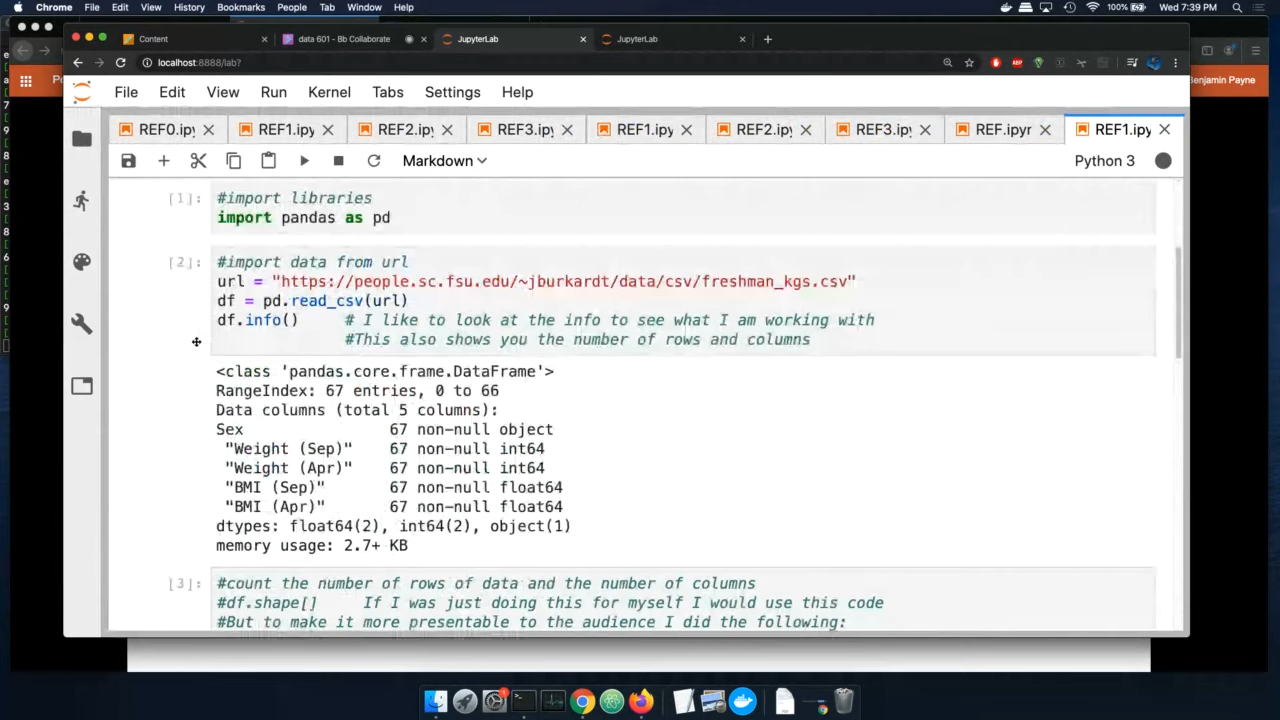 Chrome File Edit View History Bookmarks People Tab Window Help 100% Wed 7:39 PM
Content data 601 - Bb Collaborate JupyterLab JupyterLab
localhost:8888/lab?
Benjamin Payne
File Edit View Run Kernel Tabs Settings Help
REF0.ipy REF1.ipy REF2.ipy REF3.ipy REF1.ipy REF2.ipy REF3.ipy REF.ipyr REF1.ipy
Markdown Python 3
[1]: #import libraries
import pandas as pd
[2]: #import data from url
url = "https://people.sc.fsu.edu/~jburkardt/data/csv/freshman_kgs.csv"
df = pd.read_csv(url)
df.info() # I like to look at the info to see what I am working with
#This also shows you the number of rows and columns
<class 'pandas.core.frame.DataFrame'>
RangeIndex: 67 entries, 0 to 66
Data columns (total 5 columns):
Sex 67 non-null object
"Weight (Sep)" 67 non-null int64
"Weight (Apr)" 67 non-null int64
"BMI (Sep)" 67 non-null float64
"BMI (Apr)" 67 non-null float64
dtypes: float64(2), int64(2), object(1)
memory usage: 2.7+ KB
[3]: #count the number of rows of data and the number of columns
#df.shape[] If I was just doing this for myself I would use this code
#But to make it more presentable to the audience I did the following: